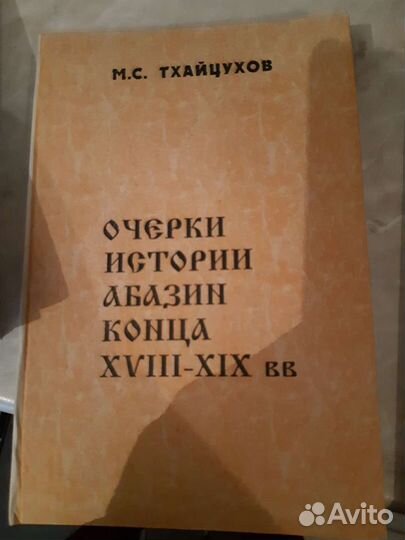 М.С. ТХАЙЦУХОВ
ОЧЕРКИ
ИСТОРИИ
АБАЗИН
КОНЦА
XVIII-XIX вв
Avito